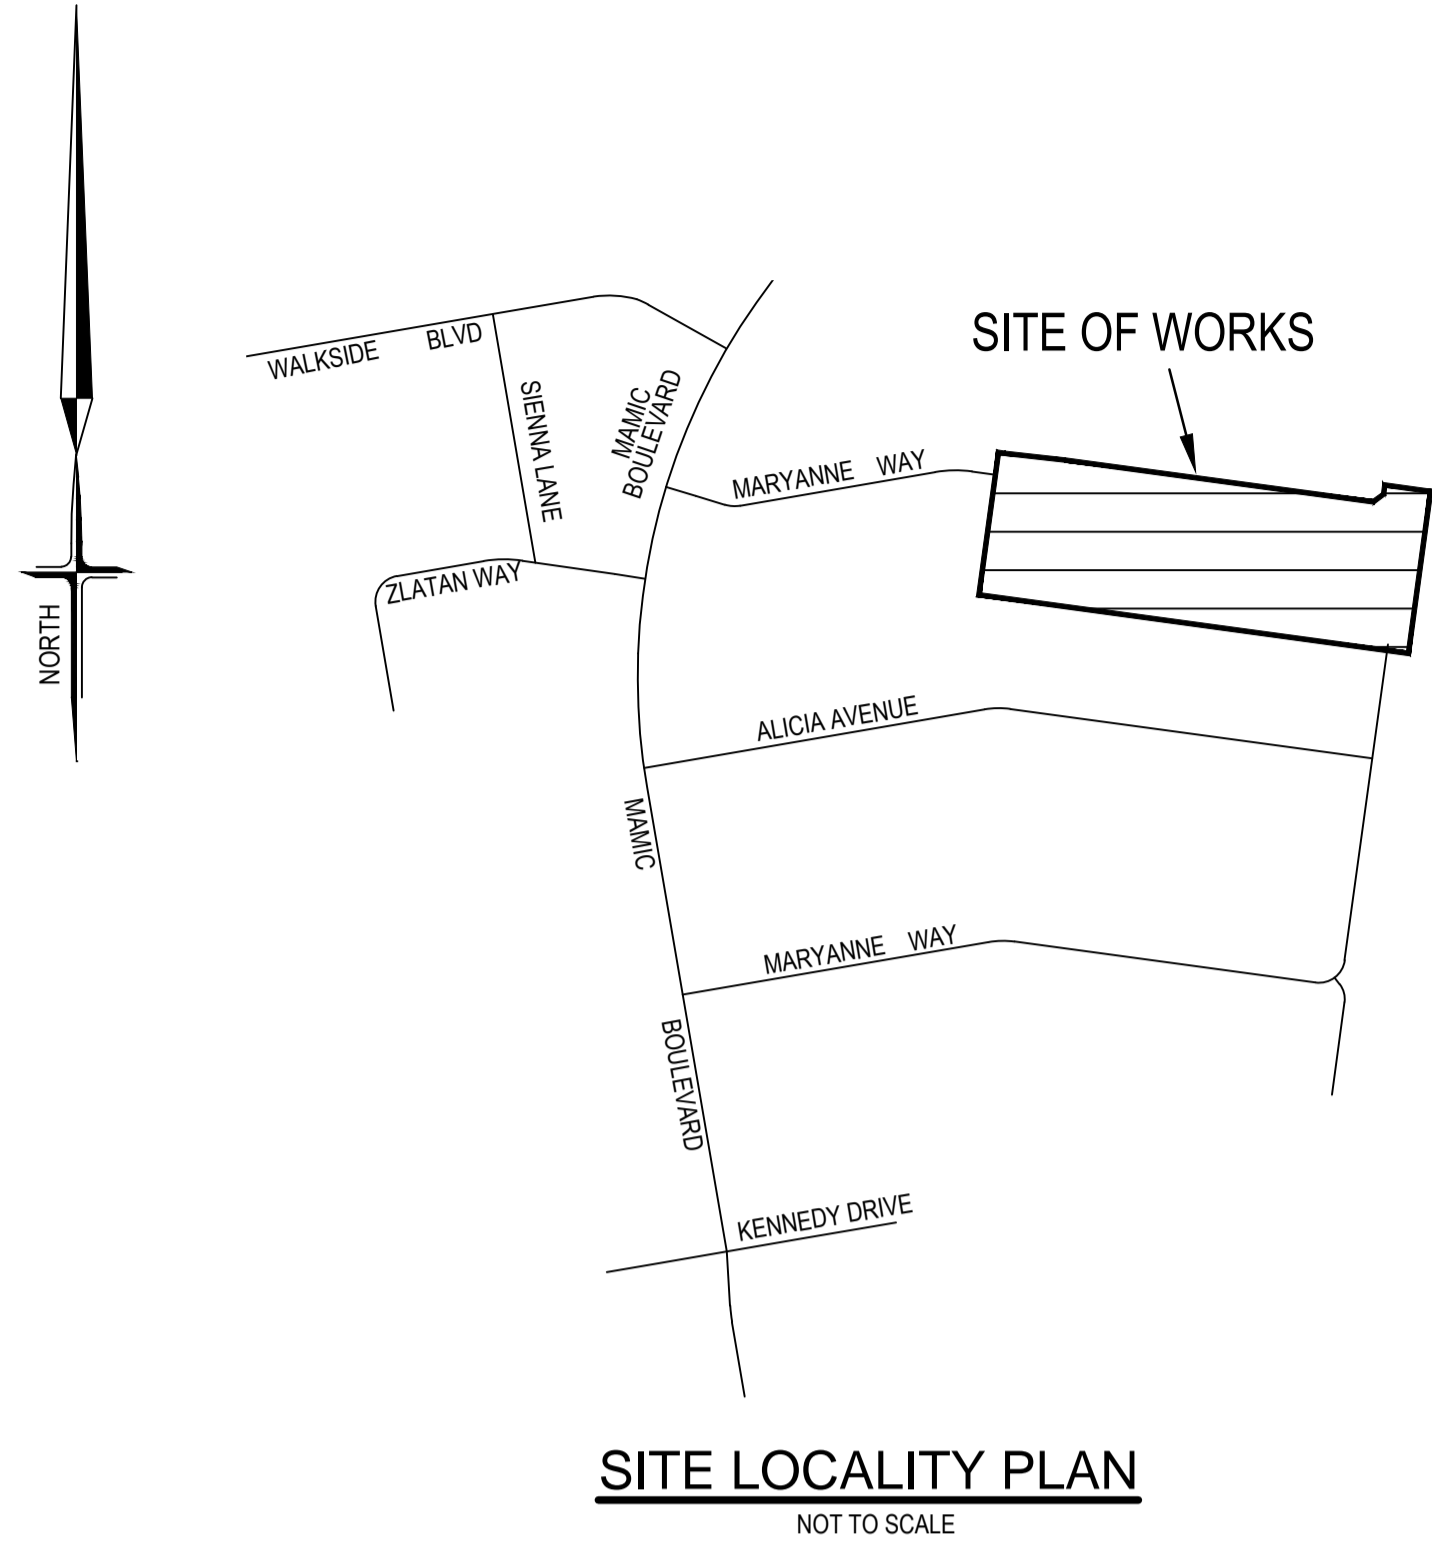 SITE OF WORKS
WALKSIDE BLVD
SIENNA LANE
MAMIC
BOULEVARD
MARYANNE WAY
ZLATAN WAY
NORTH
ALICIA AVENUE
MAMIC
MARYANNE WAY
BOULEVARD
KENNEDY DRIVE
SITE LOCALITY PLAN
NOT TO SCALE